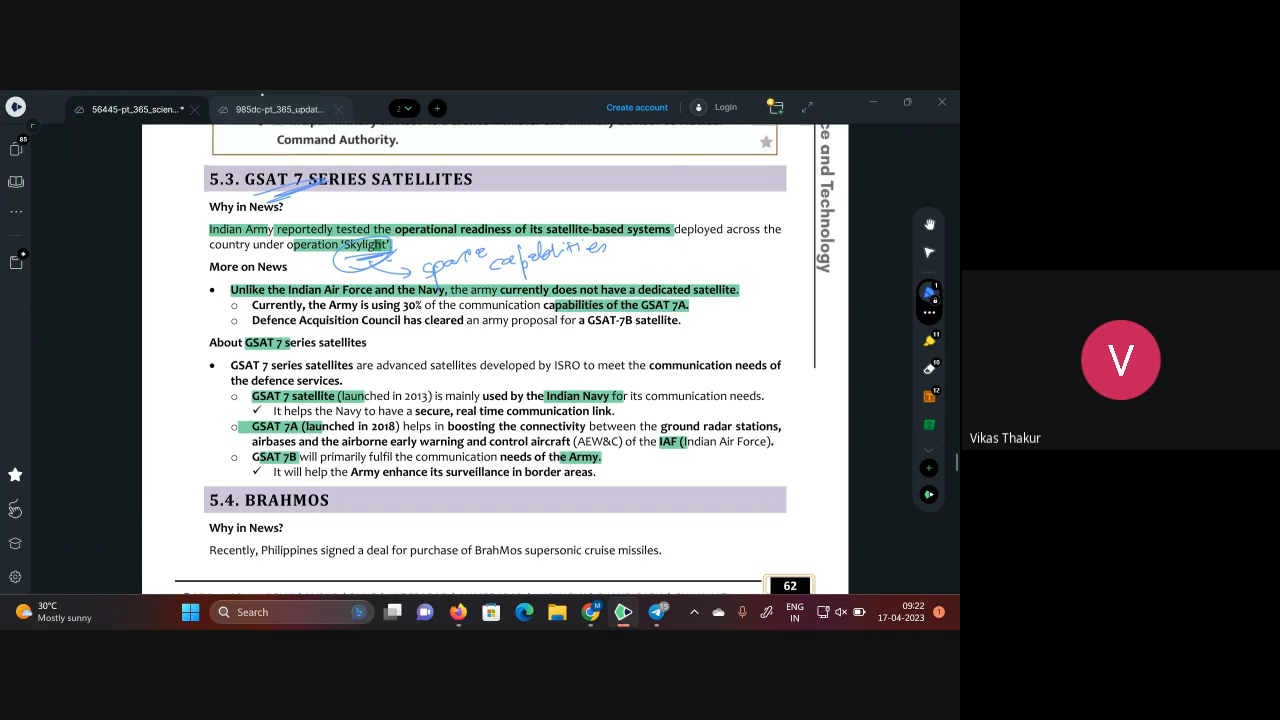 56445-pt_365_scien... *
985dc-pt_365_updat...
2
Create account
Login
85
Command Authority.
ce and Technology
5.3. GSAT 7 SERIES SATELLITES
Why in News?
Indian Army reportedly tested the operational readiness of its satellite-based systems deployed across the
country under operation ‘Skylight’.
space capabilities
More on News
• Unlike the Indian Air Force and the Navy, the army currently does not have a dedicated satellite.
o Currently, the Army is using 30% of the communication capabilities of the GSAT 7A.
o Defence Acquisition Council has cleared an army proposal for a GSAT-7B satellite.
About GSAT 7 series satellites
• GSAT 7 series satellites are advanced satellites developed by ISRO to meet the communication needs of
the defence services.
o GSAT 7 satellite (launched in 2013) is mainly used by the Indian Navy for its communication needs.
✓ It helps the Navy to have a secure, real time communication link.
o GSAT 7A (launched in 2018) helps in boosting the connectivity between the ground radar stations,
airbases and the airborne early warning and control aircraft (AEW&C) of the IAF (Indian Air Force).
o GSAT 7B will primarily fulfil the communication needs of the Army.
✓ It will help the Army enhance its surveillance in border areas.
5.4. BRAHMOS
Why in News?
Recently, Philippines signed a deal for purchase of BrahMos supersonic cruise missiles.
62
1
11
10
12
V
Vikas Thakur
30°C
Mostly sunny
Search
M
15
ENG
IN
09:22
17-04-2023
1